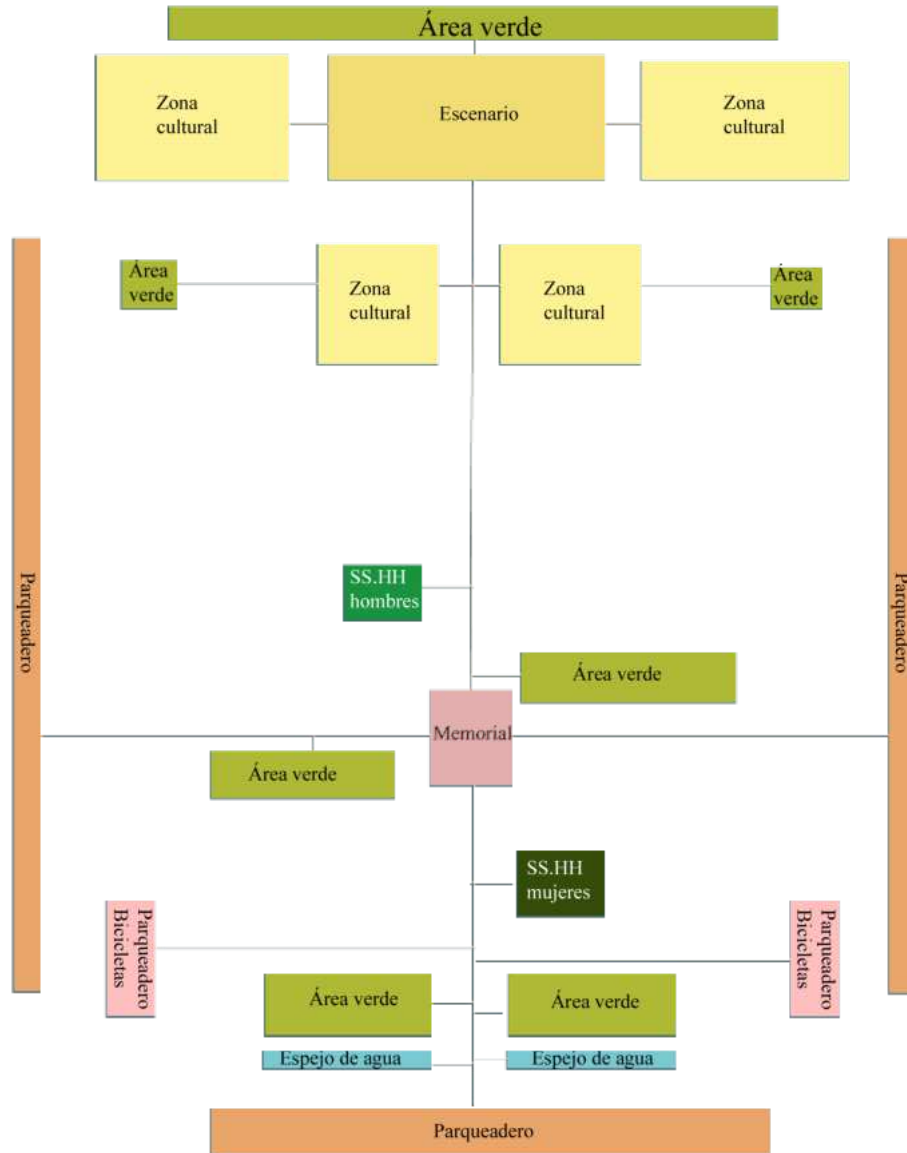 Área verde
Zona
cultural
Escenario
Zona
cultural
Área
verde
Zona
cultural
Zona
cultural
Área
verde
Parqueadero
SS.HH
hombres
Parqueadero
Área verde
Memorial
Área verde
SS.HH
mujeres
Parqueadero
Bicicletas
Parqueadero
Bicicletas
Área verde
Área verde
Espejo de agua
Espejo de agua
Parqueadero